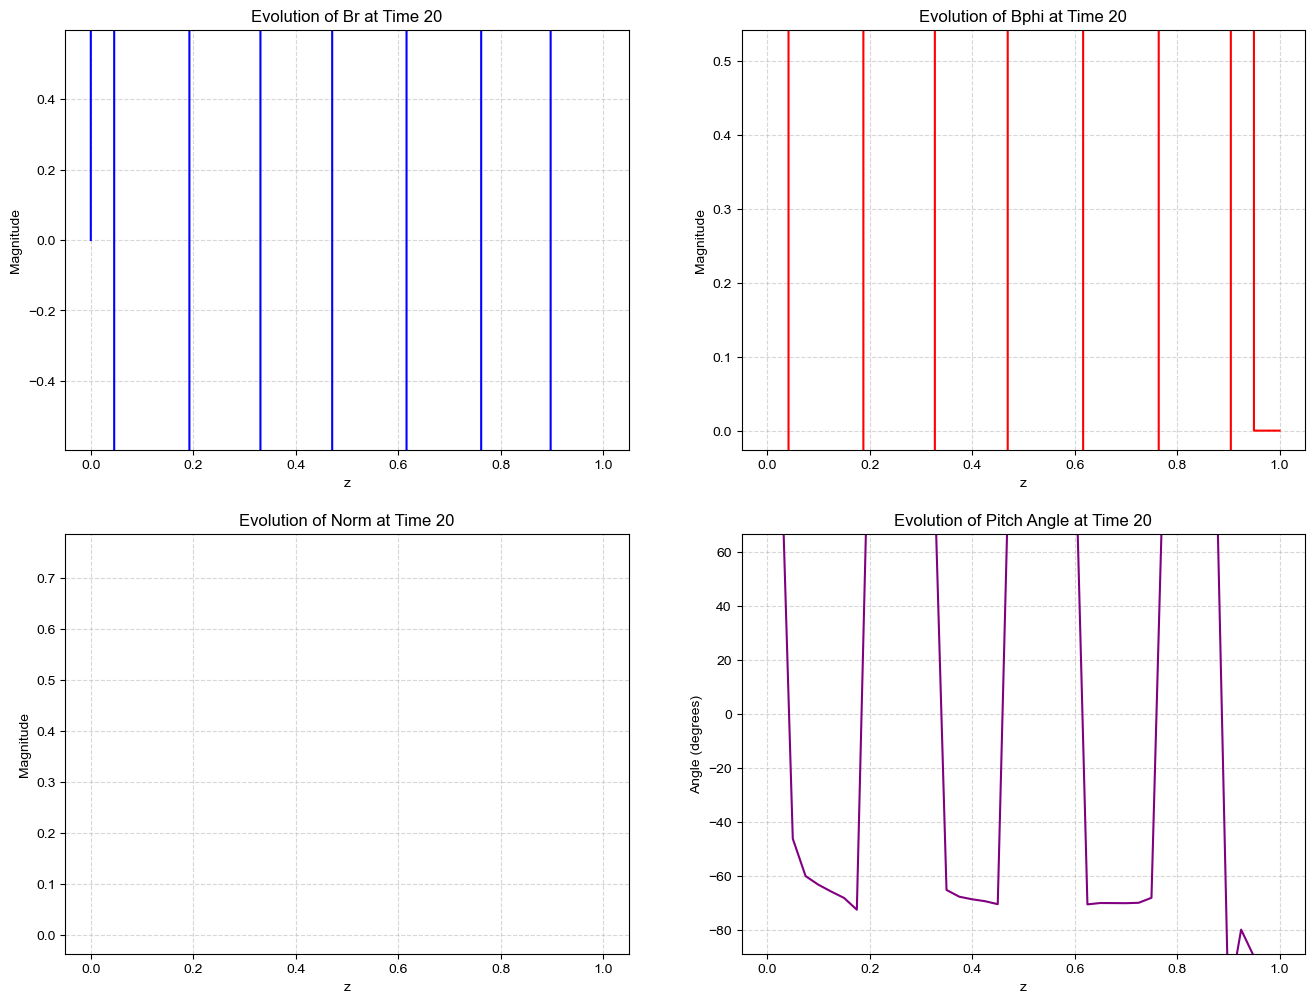 Evolution of Br at Time 20
Magnitude
0.4
0.2
0.0
−0.2
−0.4
0.0 0.2 0.4 0.6 0.8 1.0
z
Evolution of Bphi at Time 20
Magnitude
0.5
0.4
0.3
0.2
0.1
0.0
0.0 0.2 0.4 0.6 0.8 1.0
z
Evolution of Norm at Time 20
Magnitude
0.7
0.6
0.5
0.4
0.3
0.2
0.1
0.0
0.0 0.2 0.4 0.6 0.8 1.0
z
Evolution of Pitch Angle at Time 20
Angle (degrees)
60
40
20
0
−20
−40
−60
−80
0.0 0.2 0.4 0.6 0.8 1.0
z